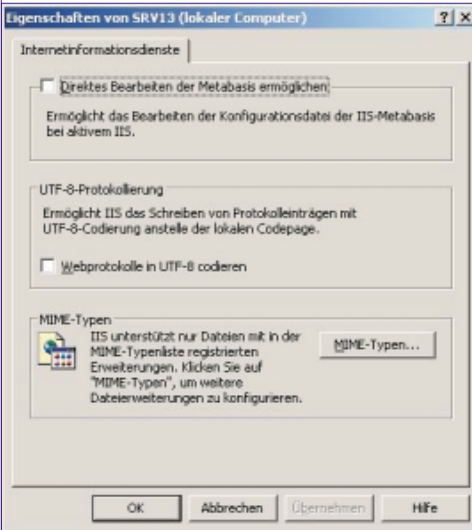 Eigenschaften von SRV13 (lokaler Computer)
Internetinformationsdienste
Direktes Bearbeiten der Metabasis ermöglichen
Ermöglicht das Bearbeiten der Konfigurationsdatei der IIS-Metabasis
bei aktivem IIS.
UTF-8-Protokollierung
Ermöglicht IIS das Schreiben von Protokolleinträgen mit
UTF-8-Codierung anstelle der lokalen Codepage.
Webprotokolle in UTF-8 codieren
MIME-Typen
IIS unterstützt nur Dateien mit in der
MIME-Typenliste registrierten
Erweiterungen. Klicken Sie auf
"MIME-Typen", um weitere
Dateierweiterungen zu konfigurieren.
MIME-Typen...
OK
Abbrechen
Übernehmen
Hilfe